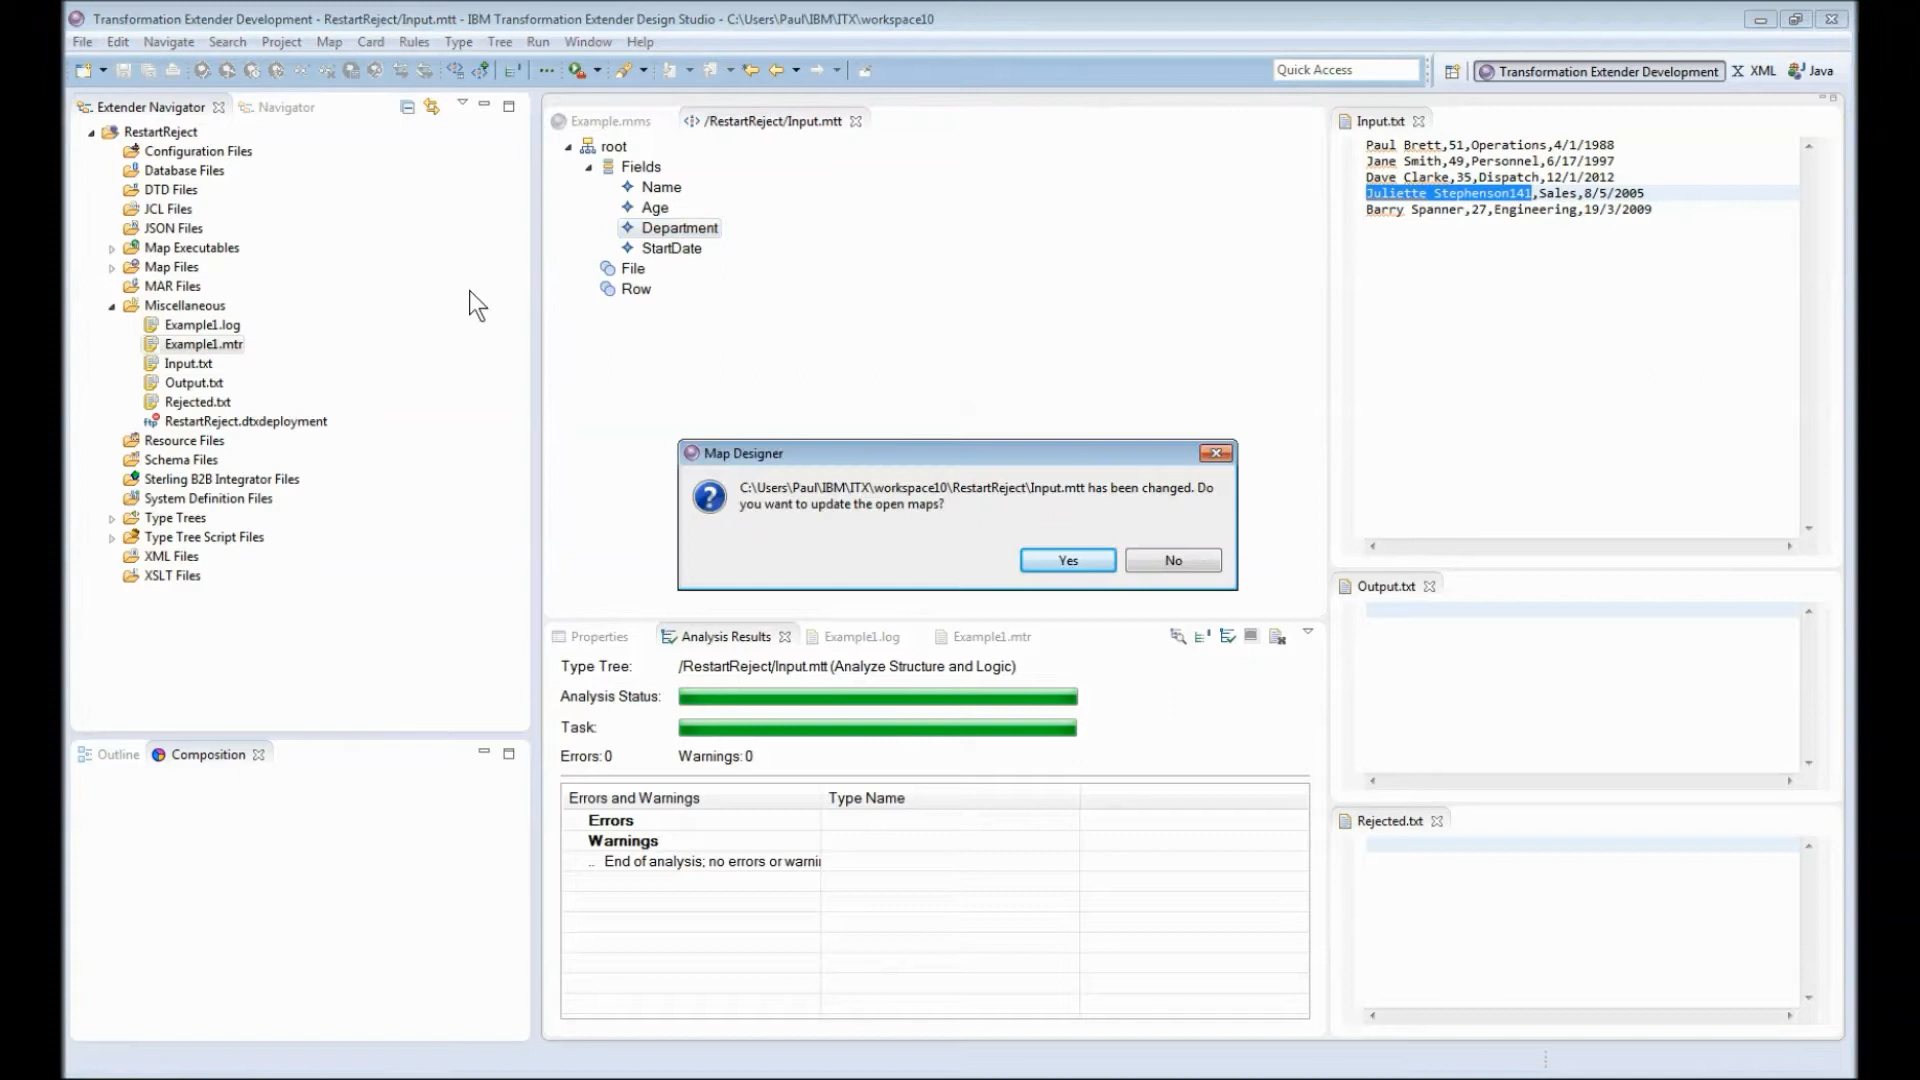 Transformation Extender Development - RestartReject/Input.mtt - IBM Transformation Extender Design Studio - C:\Users\Paul\IBM\ITX\workspace10
File Edit Navigate Search Project Map Card Rules Type Tree Run Window Help
Quick Access
Transformation Extender Development
XML
Java
Extender Navigator
Navigator
RestartReject
Configuration Files
Database Files
DTD Files
JCL Files
JSON Files
Map Executables
Map Files
MAR Files
Miscellaneous
Example1.log
Example1.mtr
Input.txt
Output.txt
Rejected.txt
RestartReject.dtxdeployment
Resource Files
Schema Files
Sterling B2B Integrator Files
System Definition Files
Type Trees
Type Tree Script Files
XML Files
XSLT Files
Outline
Composition
Example.mms
/RestartReject/Input.mtt
root
Fields
Name
Age
Department
StartDate
File
Row
Map Designer
C:\Users\Paul\IBM\ITX\workspace10\RestartReject\Input.mtt has been changed. Do
you want to update the open maps?
Yes
No
Properties
Analysis Results
Example1.log
Example1.mtr
Type Tree: /RestartReject/Input.mtt (Analyze Structure and Logic)
Analysis Status:
Task:
Errors: 0 Warnings: 0
Errors and Warnings Type Name
Errors
Warnings
.. End of analysis; no errors or warnin
Input.txt
Paul Brett,51,Operations,4/1/1988
Jane Smith,49,Personnel,6/17/1997
Dave Clarke,35,Dispatch,12/1/2012
Juliette Stephenson141,Sales,8/5/2005
Barry Spanner,27,Engineering,19/3/2009
Output.txt
Rejected.txt